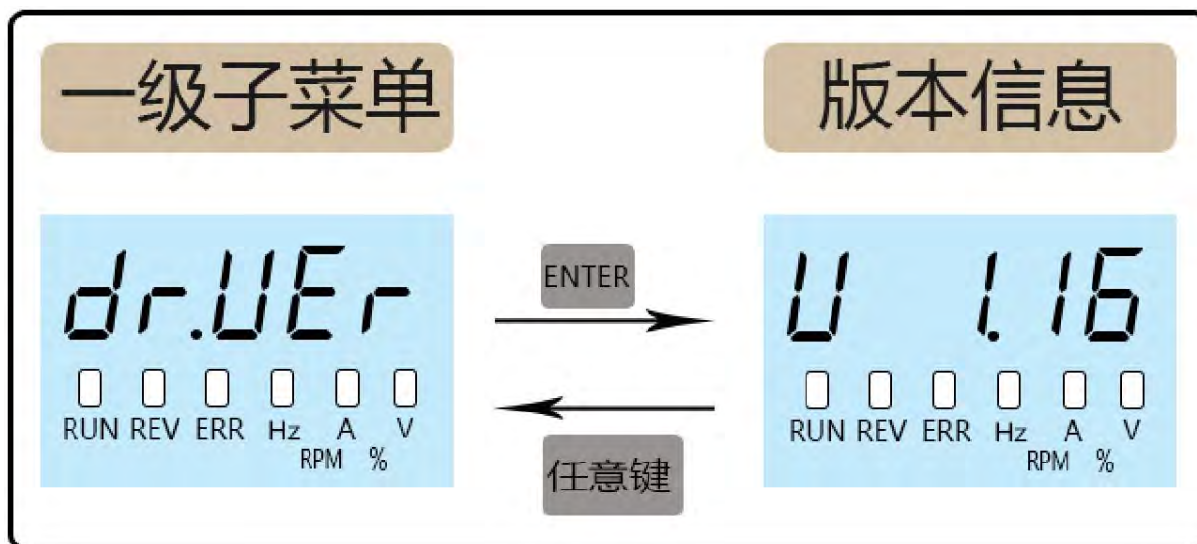 一级子菜单
版本信息
dr.UEr
ENTER
U 1.16
RUN REV ERR Hz A V
RPM %
任意键
RUN REV ERR Hz A V
RPM %